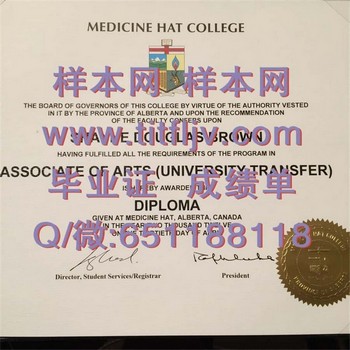 MEDICINE HAT COLLEGE
样本网 样本网
THE BOARD OF GOVERNORS OF THIS COLLEGE BY VIRTUE OF THE AUTHORITY VESTED
IN IT BY THE PROVINCE OF ALBERTA AND UPON THE RECOMMENDATION
OF THE FACULTY CONFERS UPON
DOUGLAS BROWN
HAVING FULFILLED ALL THE REQUIREMENTS OF THE PROGRAM IN
ASSOCIATE OF ARTS (UNIVERSITY TRANSFER)
毕业证 成绩单
DIPLOMA
GIVEN AT MEDICINE HAT, ALBERTA, CANADA
Q/微:651188118
Director, Student Services/Registrar
President